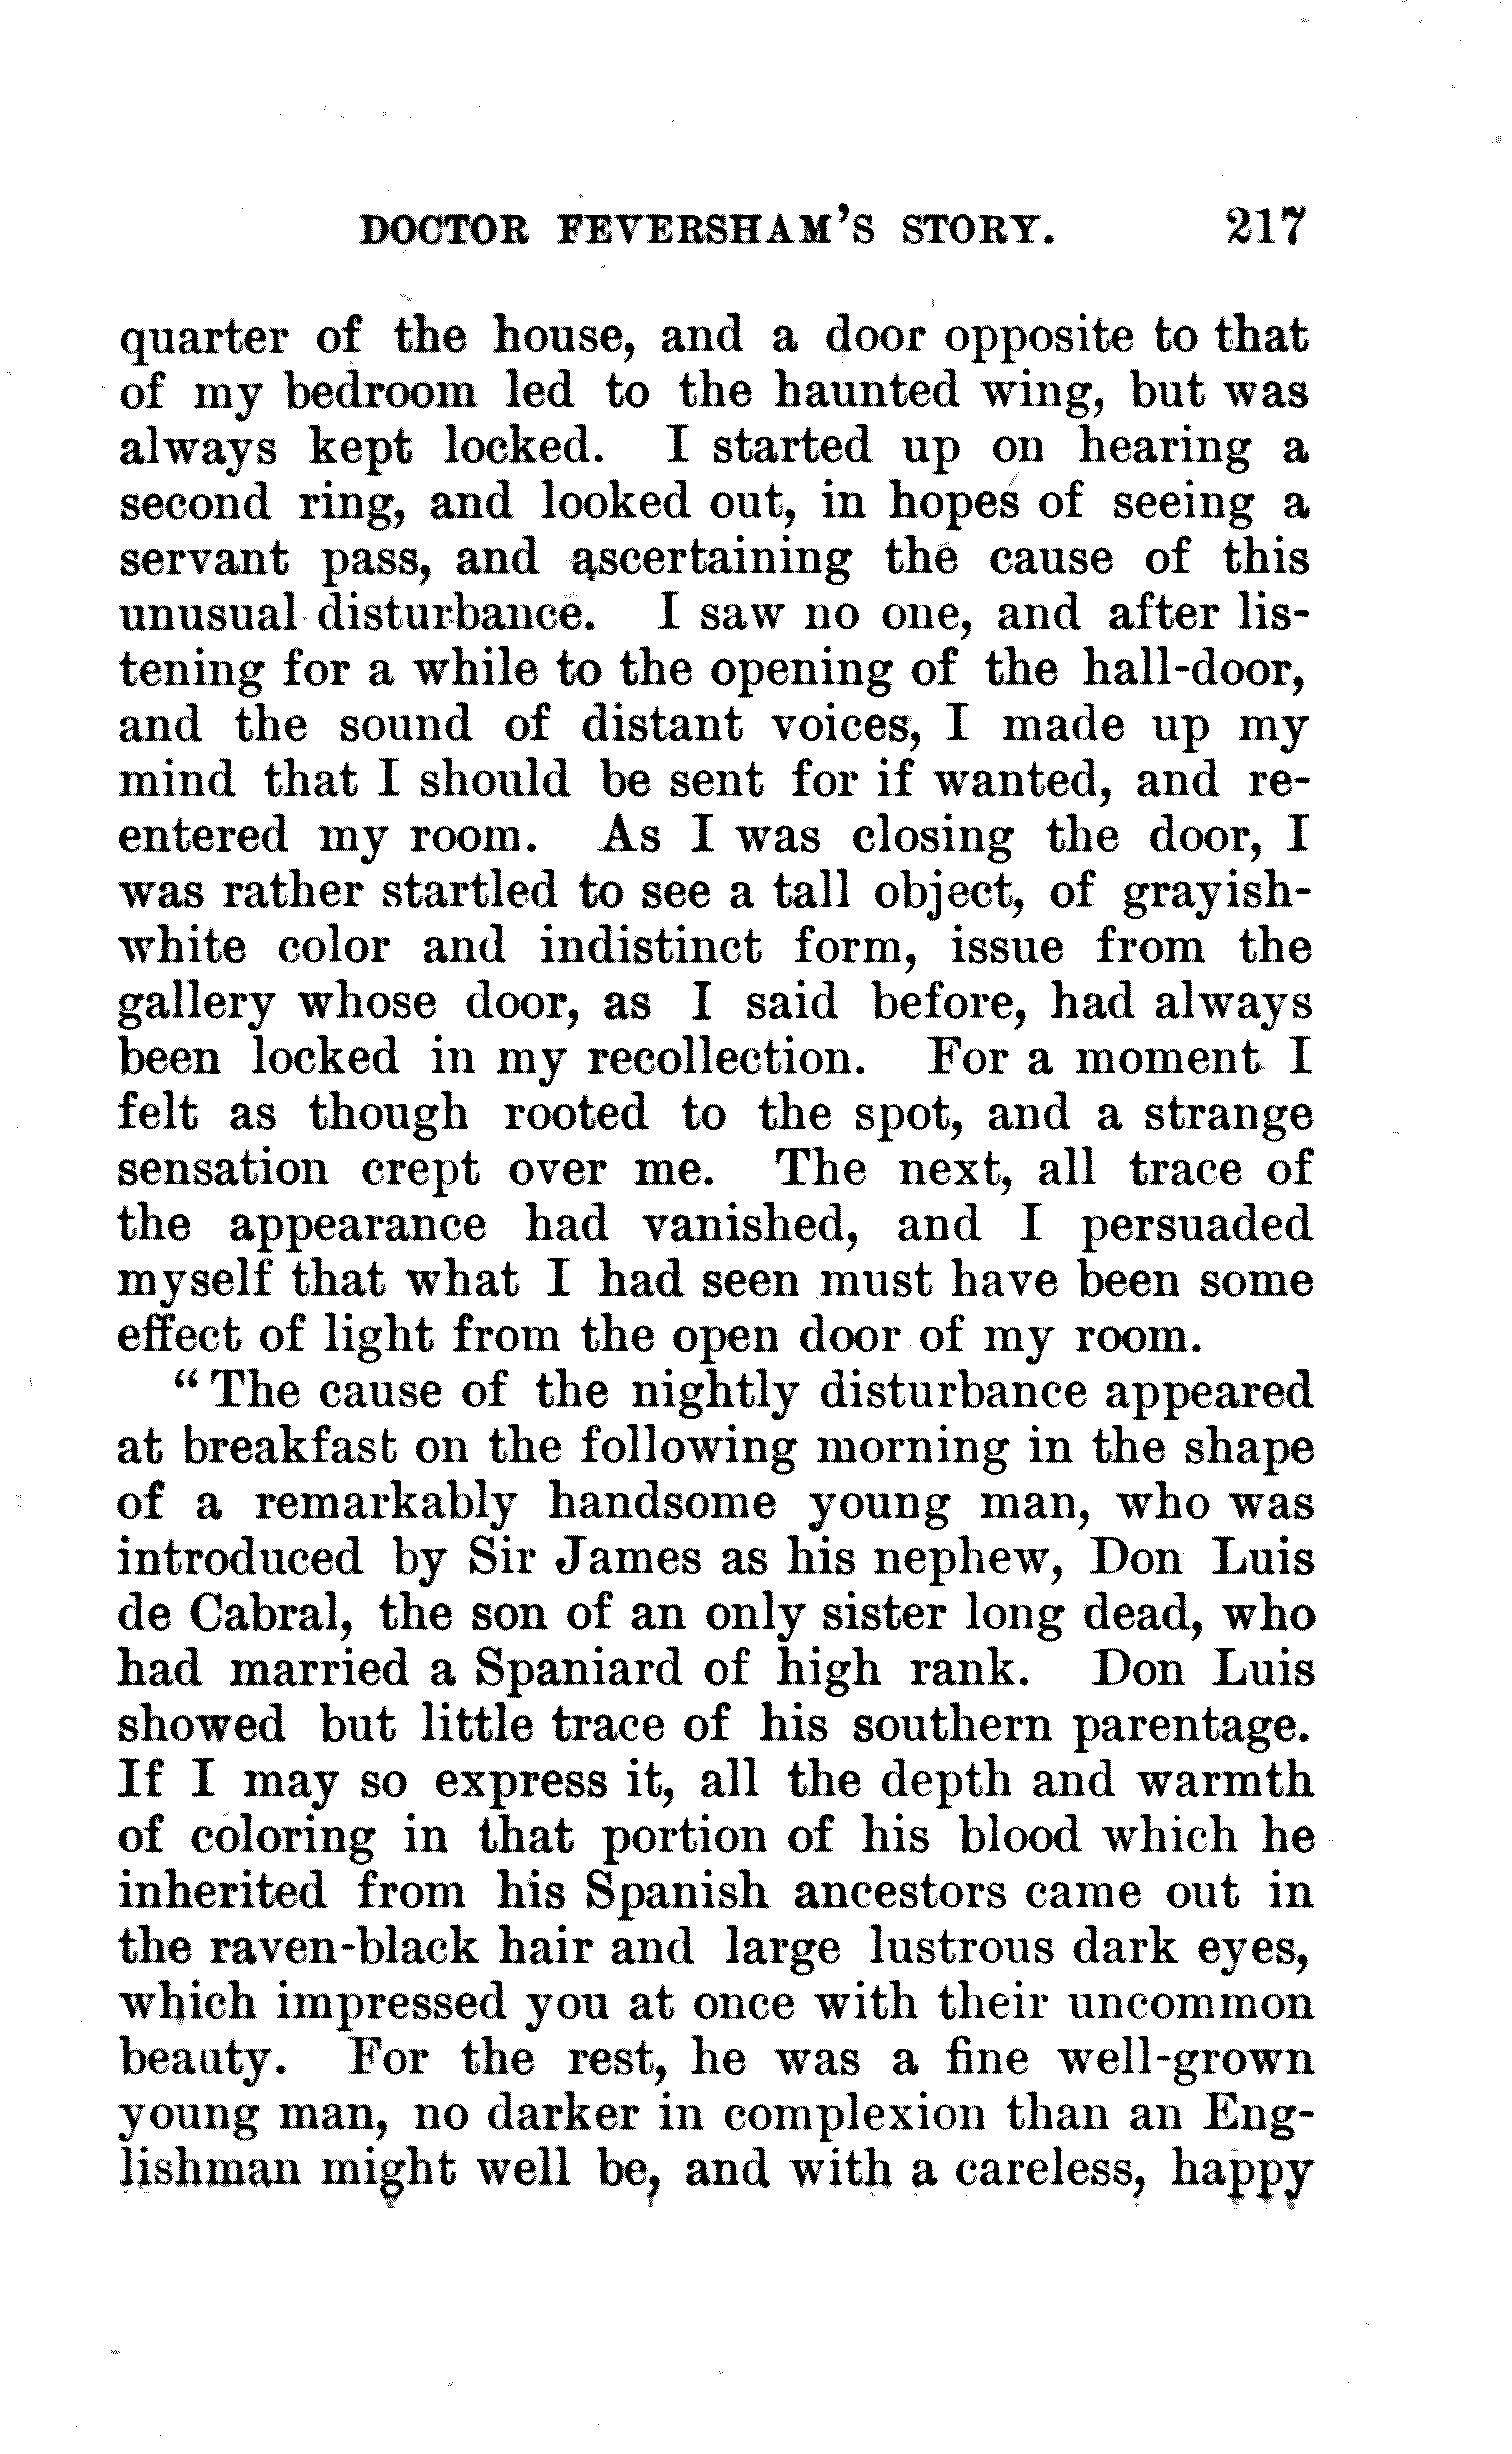 DOCTOR FEVERSHAM'S STORY. 217
quarter of the house, and a door opposite to that
of my bedroom led to the haunted wing, but was
always kept locked. I started up on hearing a
second ring, and looked out, in hopes of seeing a
servant pass, and ascertaining the cause of this
unusual disturbance. I saw no one, and after lis-
tening for a while to the opening of the hall-door,
and the sound of distant voices, I made up my
mind that I should be sent for if wanted, and re-
entered my room. As I was closing the door, I
was rather startled to see a tall object, of grayish-
white color and indistinct form, issue from the
gallery whose door, as I said before, had always
been locked in my recollection. For a moment I
felt as though rooted to the spot, and a strange
sensation crept over me. The next, all trace of
the appearance had vanished, and I persuaded
myself that what I had seen must have been some
effect of light from the open door of my room.
"The cause of the nightly disturbance appeared
at breakfast on the following morning in the shape
of a remarkably handsome young man, who was
introduced by Sir James as his nephew, Don Luis
de Cabral, the son of an only sister long dead, who
had married a Spaniard of high rank. Don Luis
showed but little trace of his southern parentage.
If I may so express it, all the depth and warmth
of coloring in that portion of his blood which he
inherited from his Spanish ancestors came out in
the raven-black hair and large lustrous dark eyes,
which impressed you at once with their uncommon
beauty. For the rest, he was a fine well-grown
young man, no darker in complexion than an Eng-
lishman might well be, and with a careless, happy